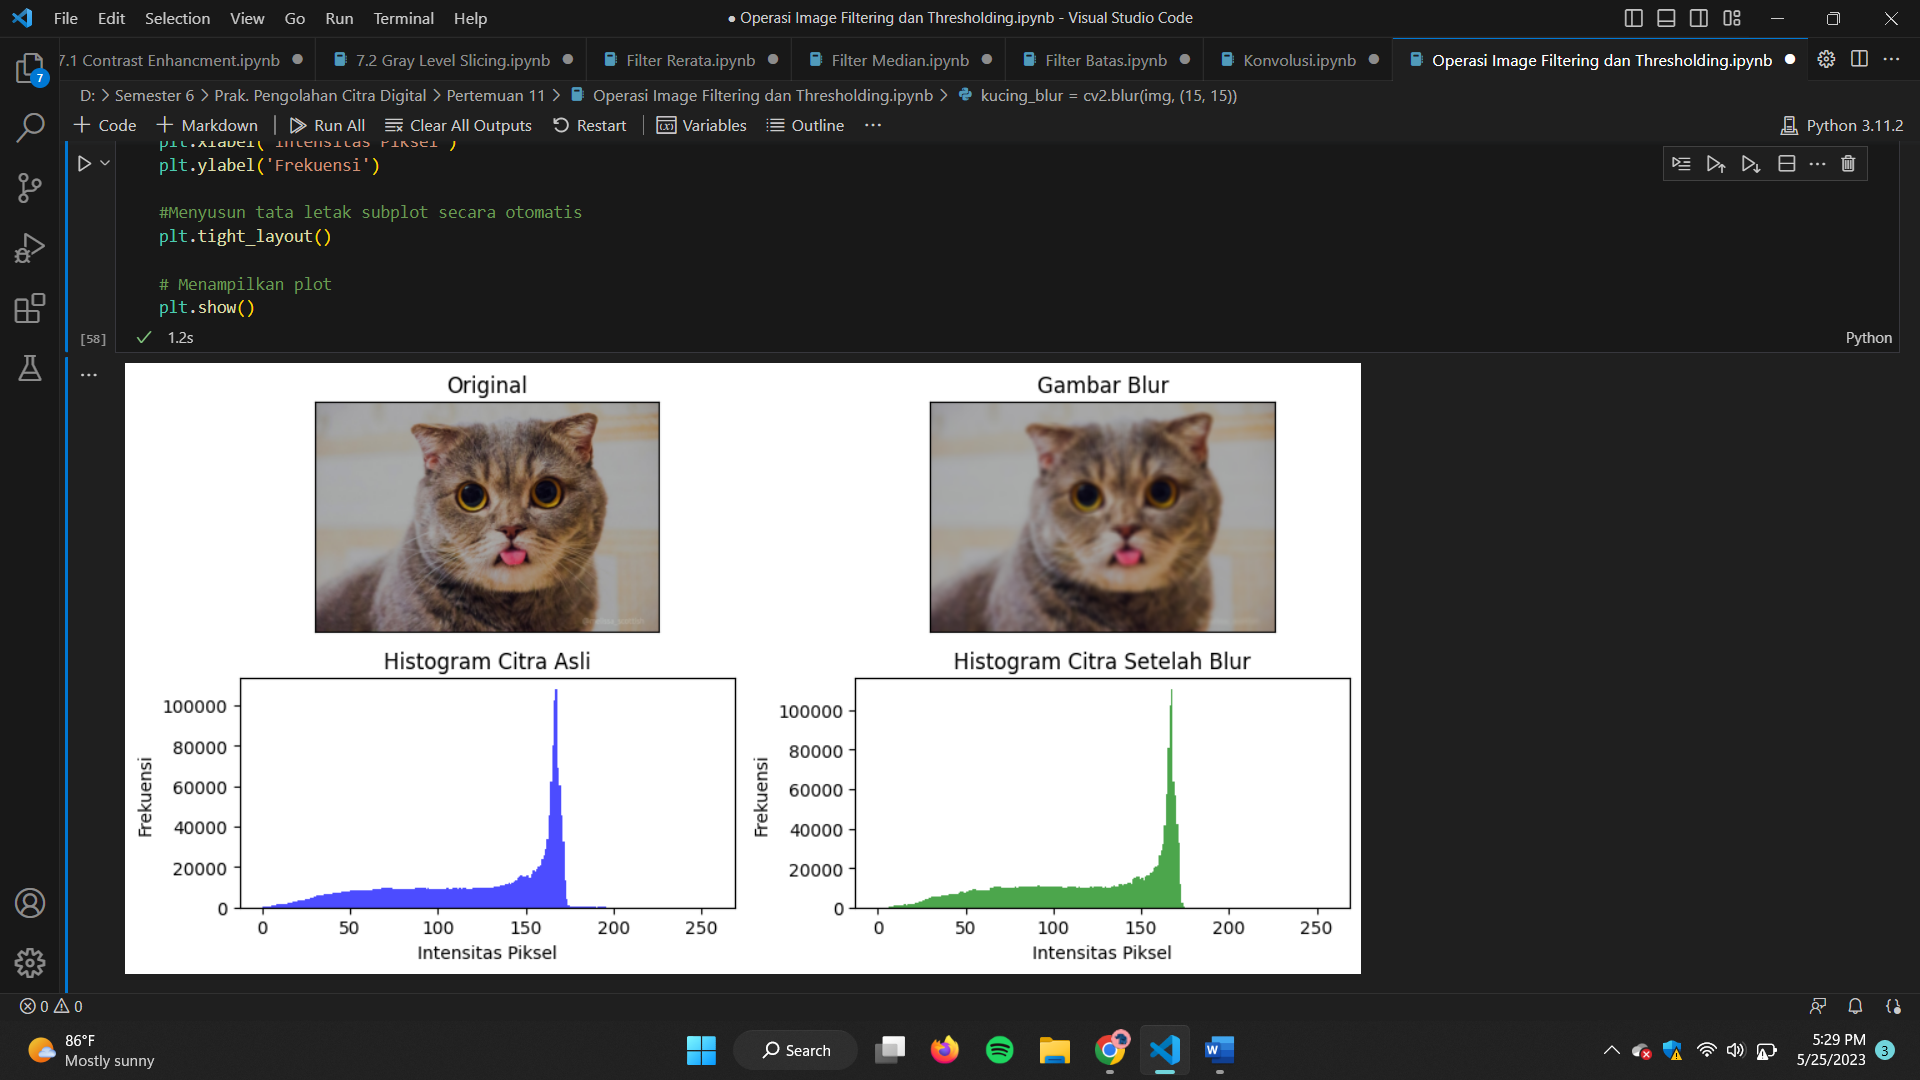 File Edit Selection View Go Run Terminal Help
● Operasi Image Filtering dan Thresholding.ipynb - Visual Studio Code
7.1 Contrast Enhancment.ipynb ● 7.2 Gray Level Slicing.ipynb ● Filter Rerata.ipynb ● Filter Median.ipynb ● Filter Batas.ipynb ● Konvolusi.ipynb ● Operasi Image Filtering dan Thresholding.ipynb ●
7
D: > Semester 6 > Prak. Pengolahan Citra Digital > Pertemuan 11 > Operasi Image Filtering dan Thresholding.ipynb > kucing_blur = cv2.blur(img, (15, 15))
+ Code + Markdown | Run All Clear All Outputs Restart | Variables Outline ···
Python 3.11.2
plt.xlabel('Intensitas Piksel')
plt.ylabel('Frekuensi')
#Menyusun tata letak subplot secara otomatis
plt.tight_layout()
# Menampilkan plot
plt.show()
[58] ✓ 1.2s
Python
Original
Gambar Blur
Histogram Citra Asli
Histogram Citra Setelah Blur
Frekuensi
100000
80000
60000
40000
20000
0
0 50 100 150 200 250
Intensitas Piksel
Frekuensi
100000
80000
60000
40000
20000
0
0 50 100 150 200 250
Intensitas Piksel
0 0
86°F
Mostly sunny
Search
5:29 PM
5/25/2023
3